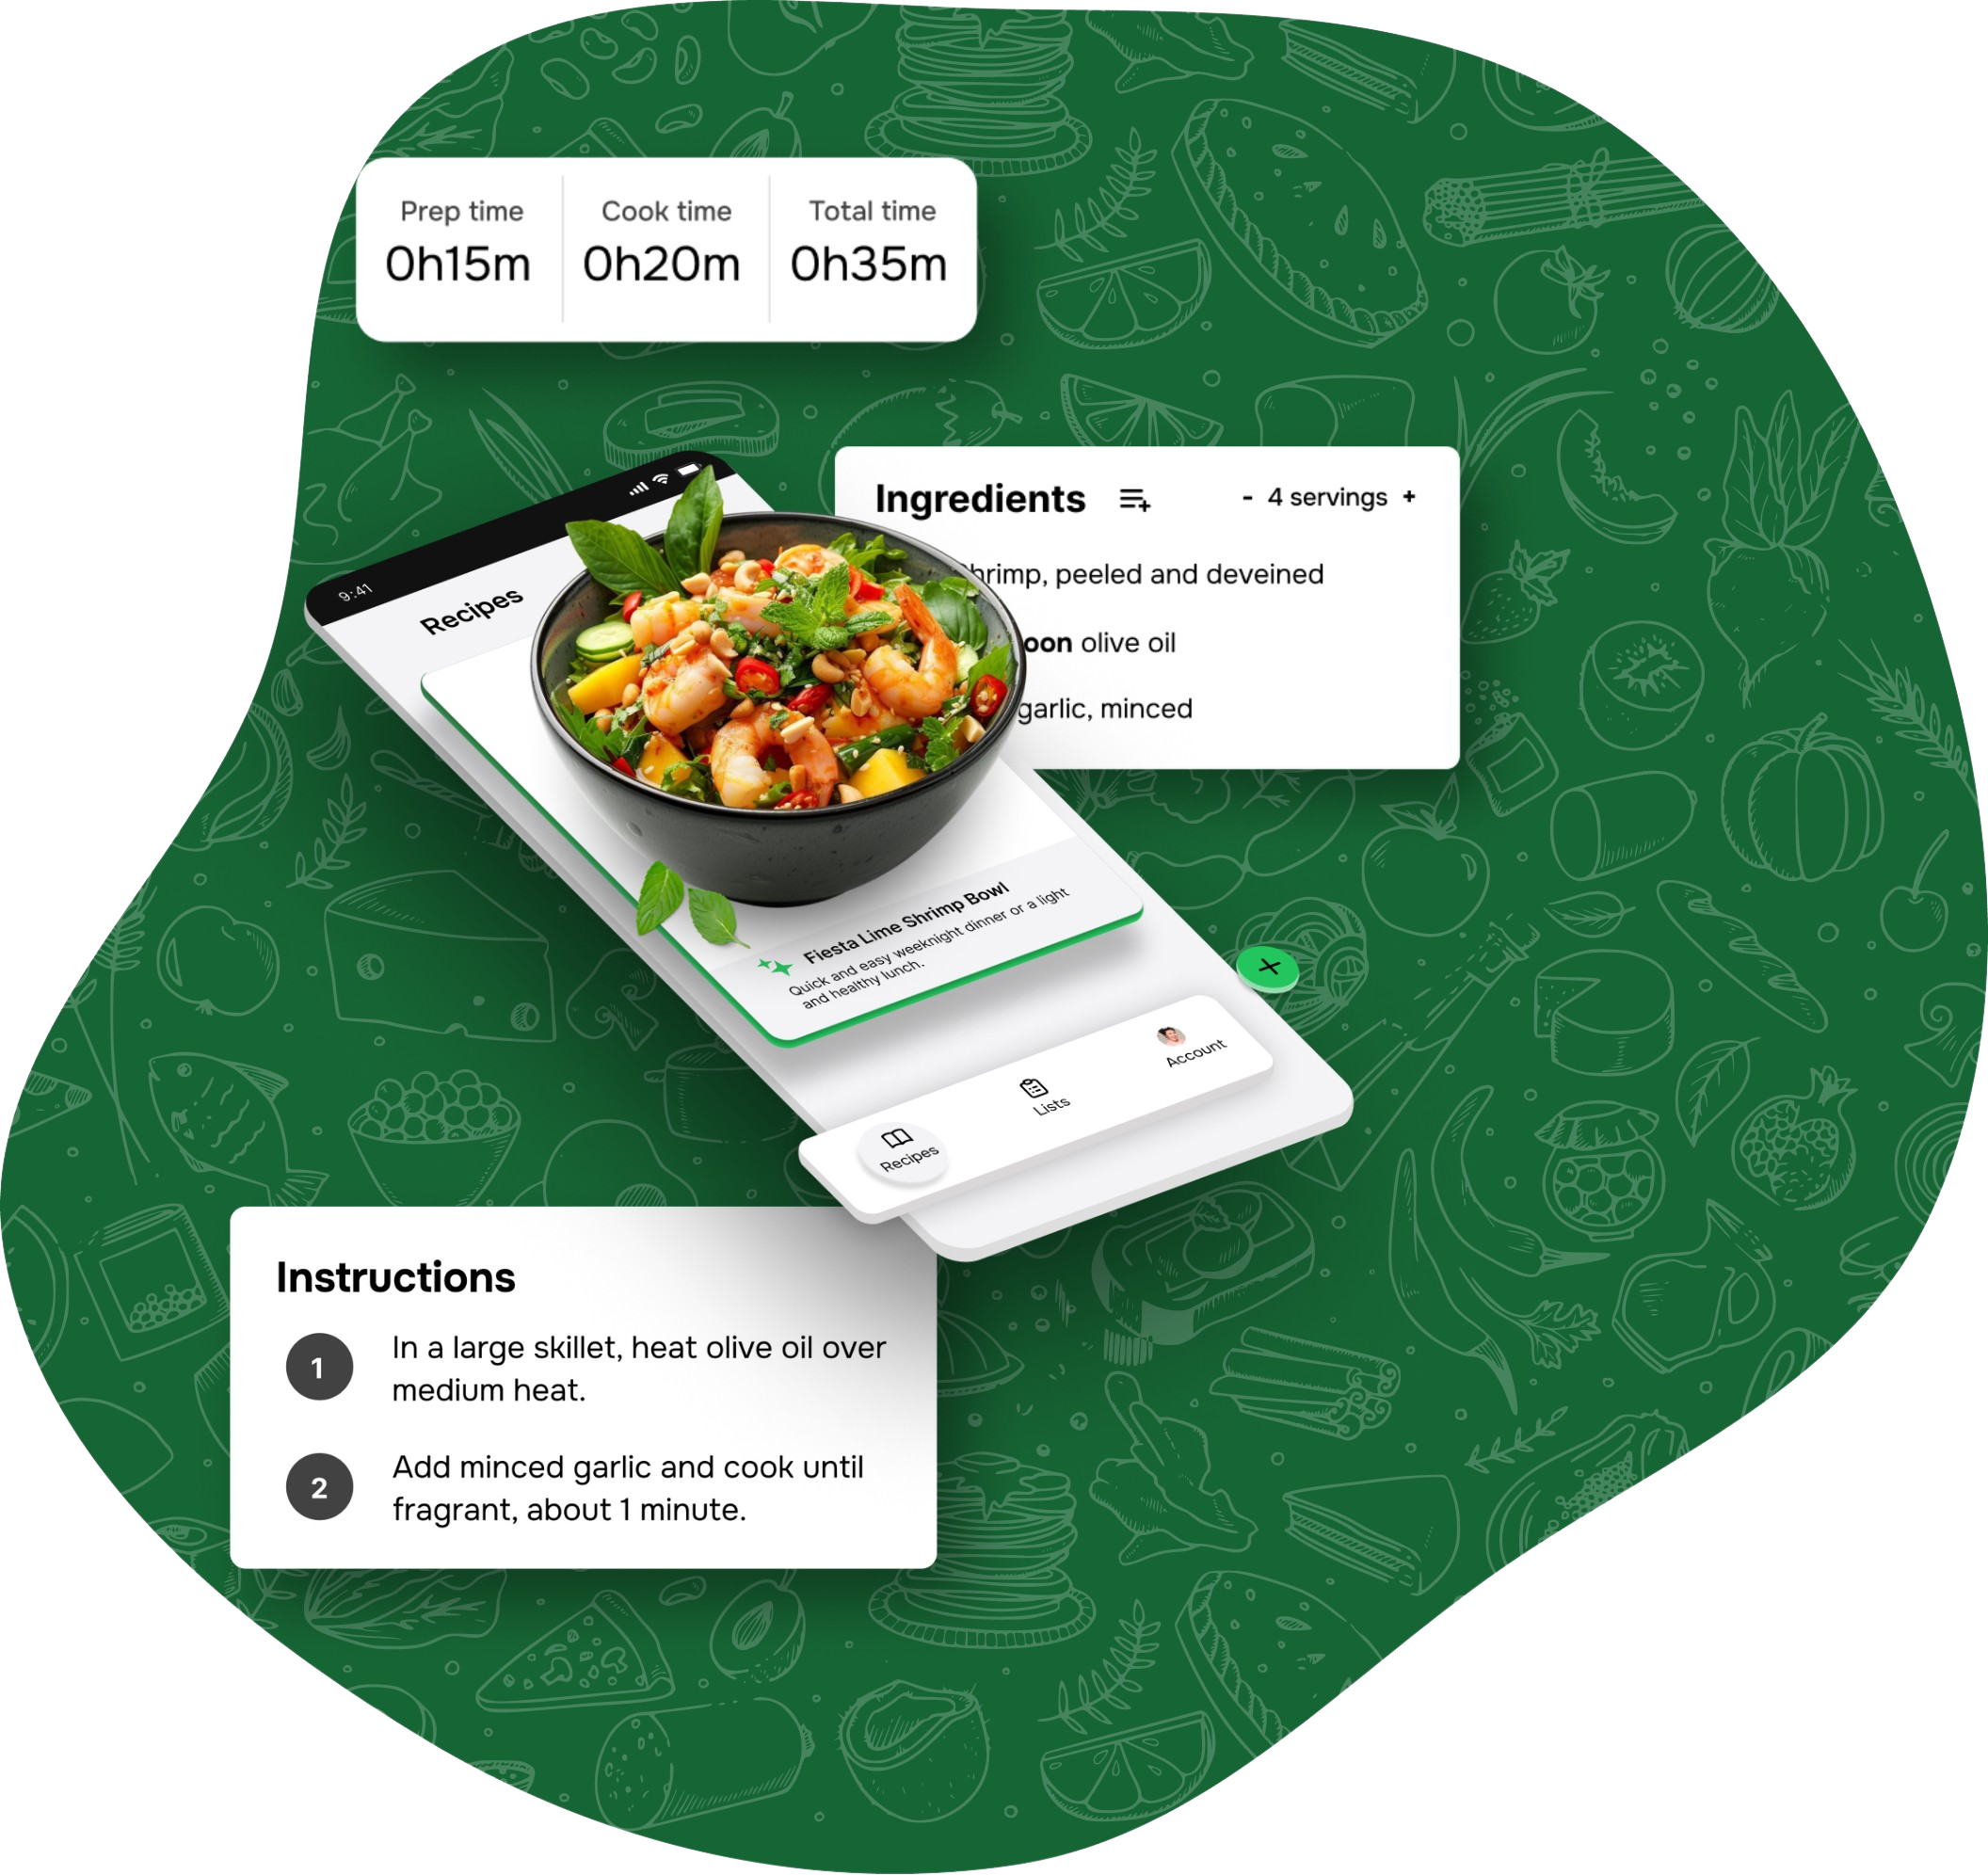 Prep time
0h15m
Cook time
0h20m
Total time
0h35m
9:41
Recipes
Ingredients
- 4 servings +
hrimp, peeled and deveined
oon olive oil
garlic, minced
Fiesta Lime Shrimp Bowl
Quick and easy weeknight dinner or a light
and healthy lunch.
Recipes
Lists
Account
Instructions
1
In a large skillet, heat olive oil over
medium heat.
2
Add minced garlic and cook until
fragrant, about 1 minute.